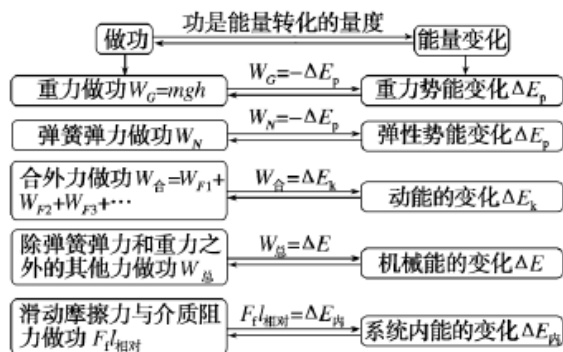 功是能量转化的量度
做功
能量变化
重力做功W_G=mgh
W_G=-ΔE_p
重力势能变化ΔE_p
弹簧弹力做功W_N
W_N=-ΔE_p
弹性势能变化ΔE_p
合外力做功W_合=W_F1+
W_F2+W_F3+…
W_合=ΔE_k
动能的变化ΔE_k
除弹簧弹力和重力之
外的其他力做功W_总
W_总=ΔE
机械能的变化ΔE
滑动摩擦力与介质阻
力做功F_f l_相对
F_f l_相对=ΔE_内
系统内能的变化ΔE_内